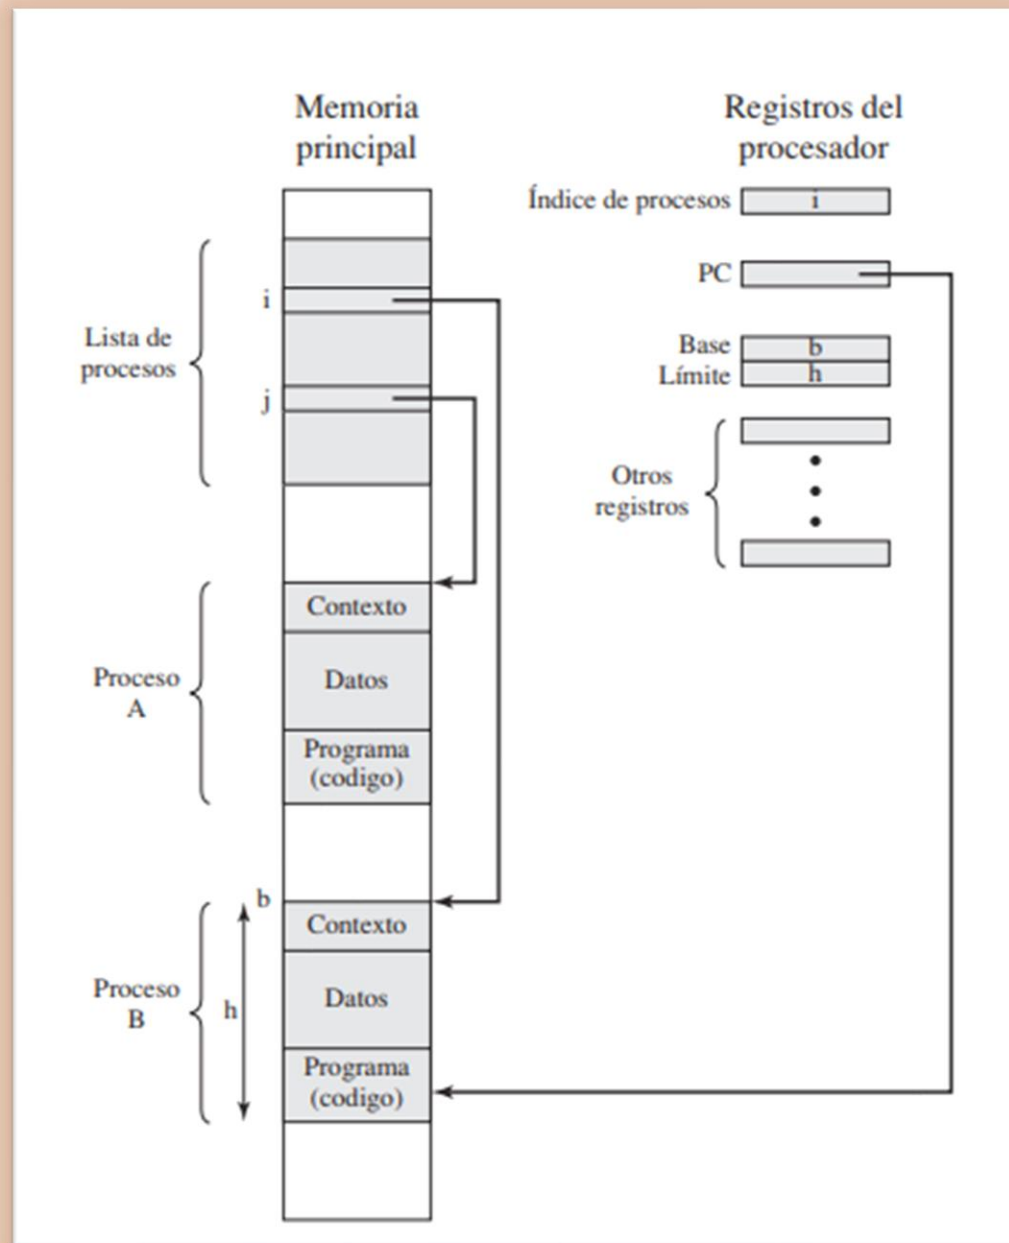 Memoria
principal
Registros del
procesador
Índice de procesos
i
PC
Base
b
Límite
h
Otros
registros
Lista de
procesos
i
j
Proceso
A
Contexto
Datos
Programa
(codigo)
Proceso
B
b
h
Contexto
Datos
Programa
(codigo)